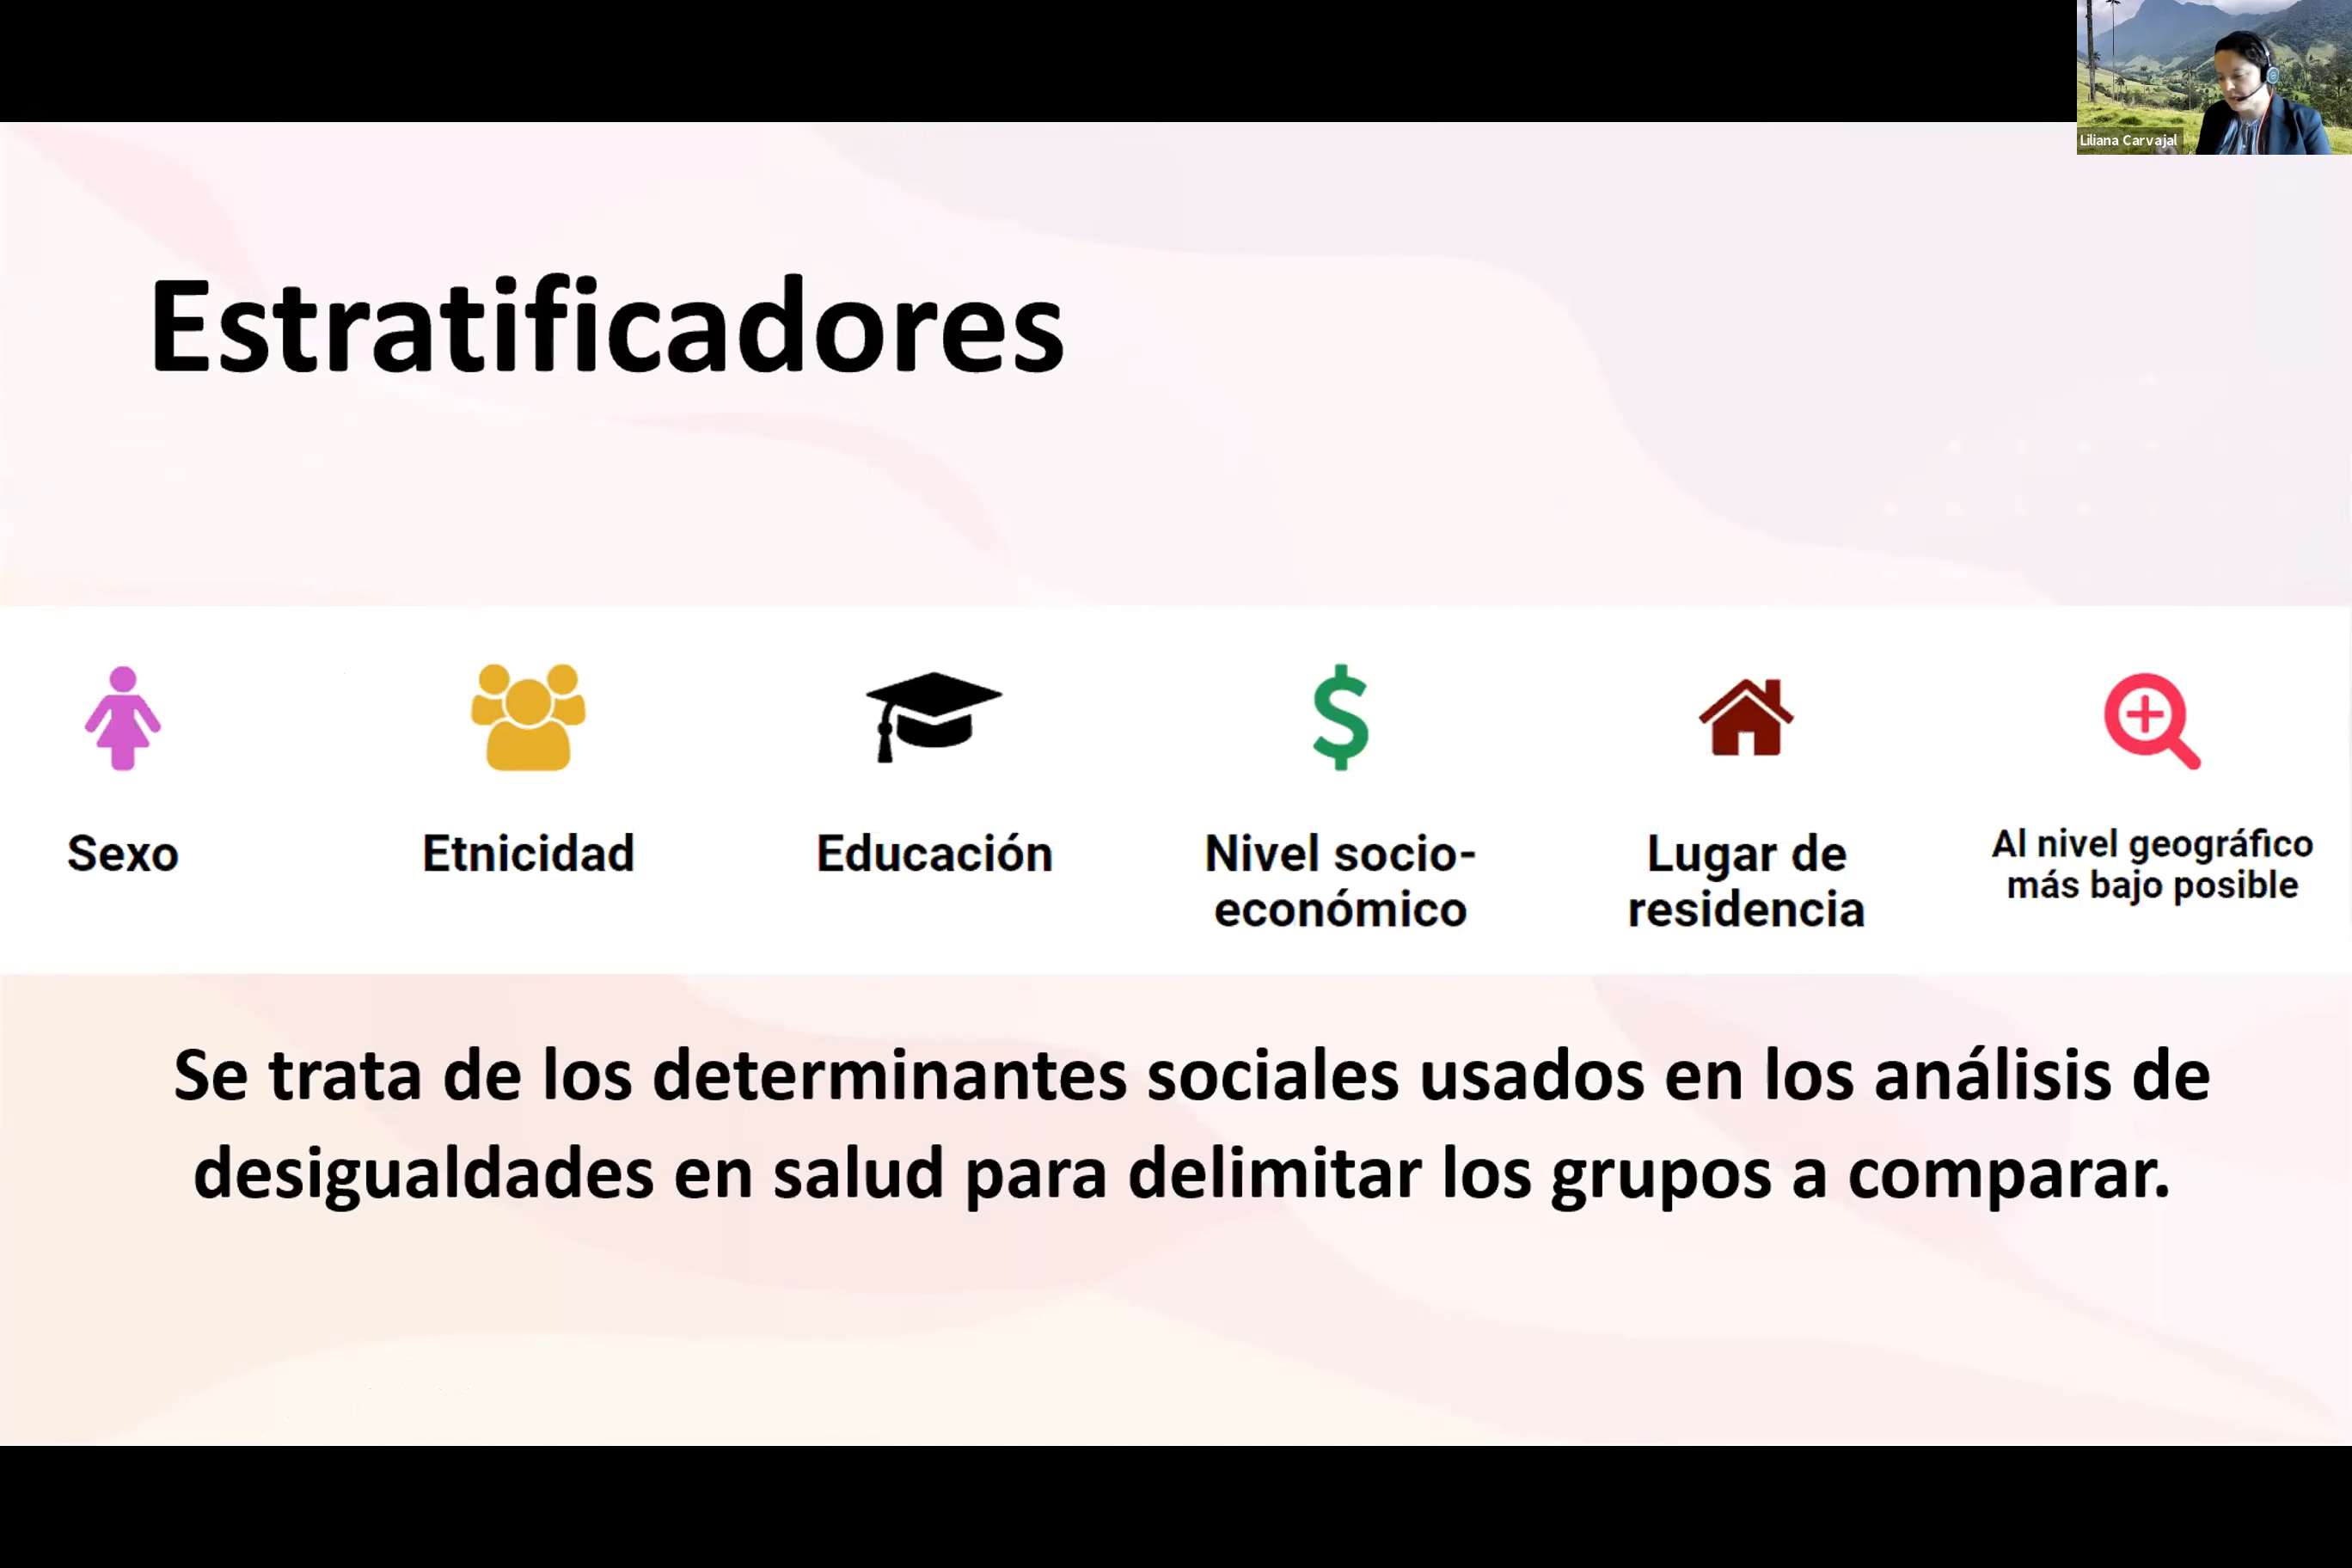 Liliana Carvajal
Estratificadores
Sexo
Etnicidad
Educación
Nivel socio-
económico
Lugar de
residencia
Al nivel geográfico
más bajo posible
Se trata de los determinantes sociales usados en los análisis de
desigualdades en salud para delimitar los grupos a comparar.